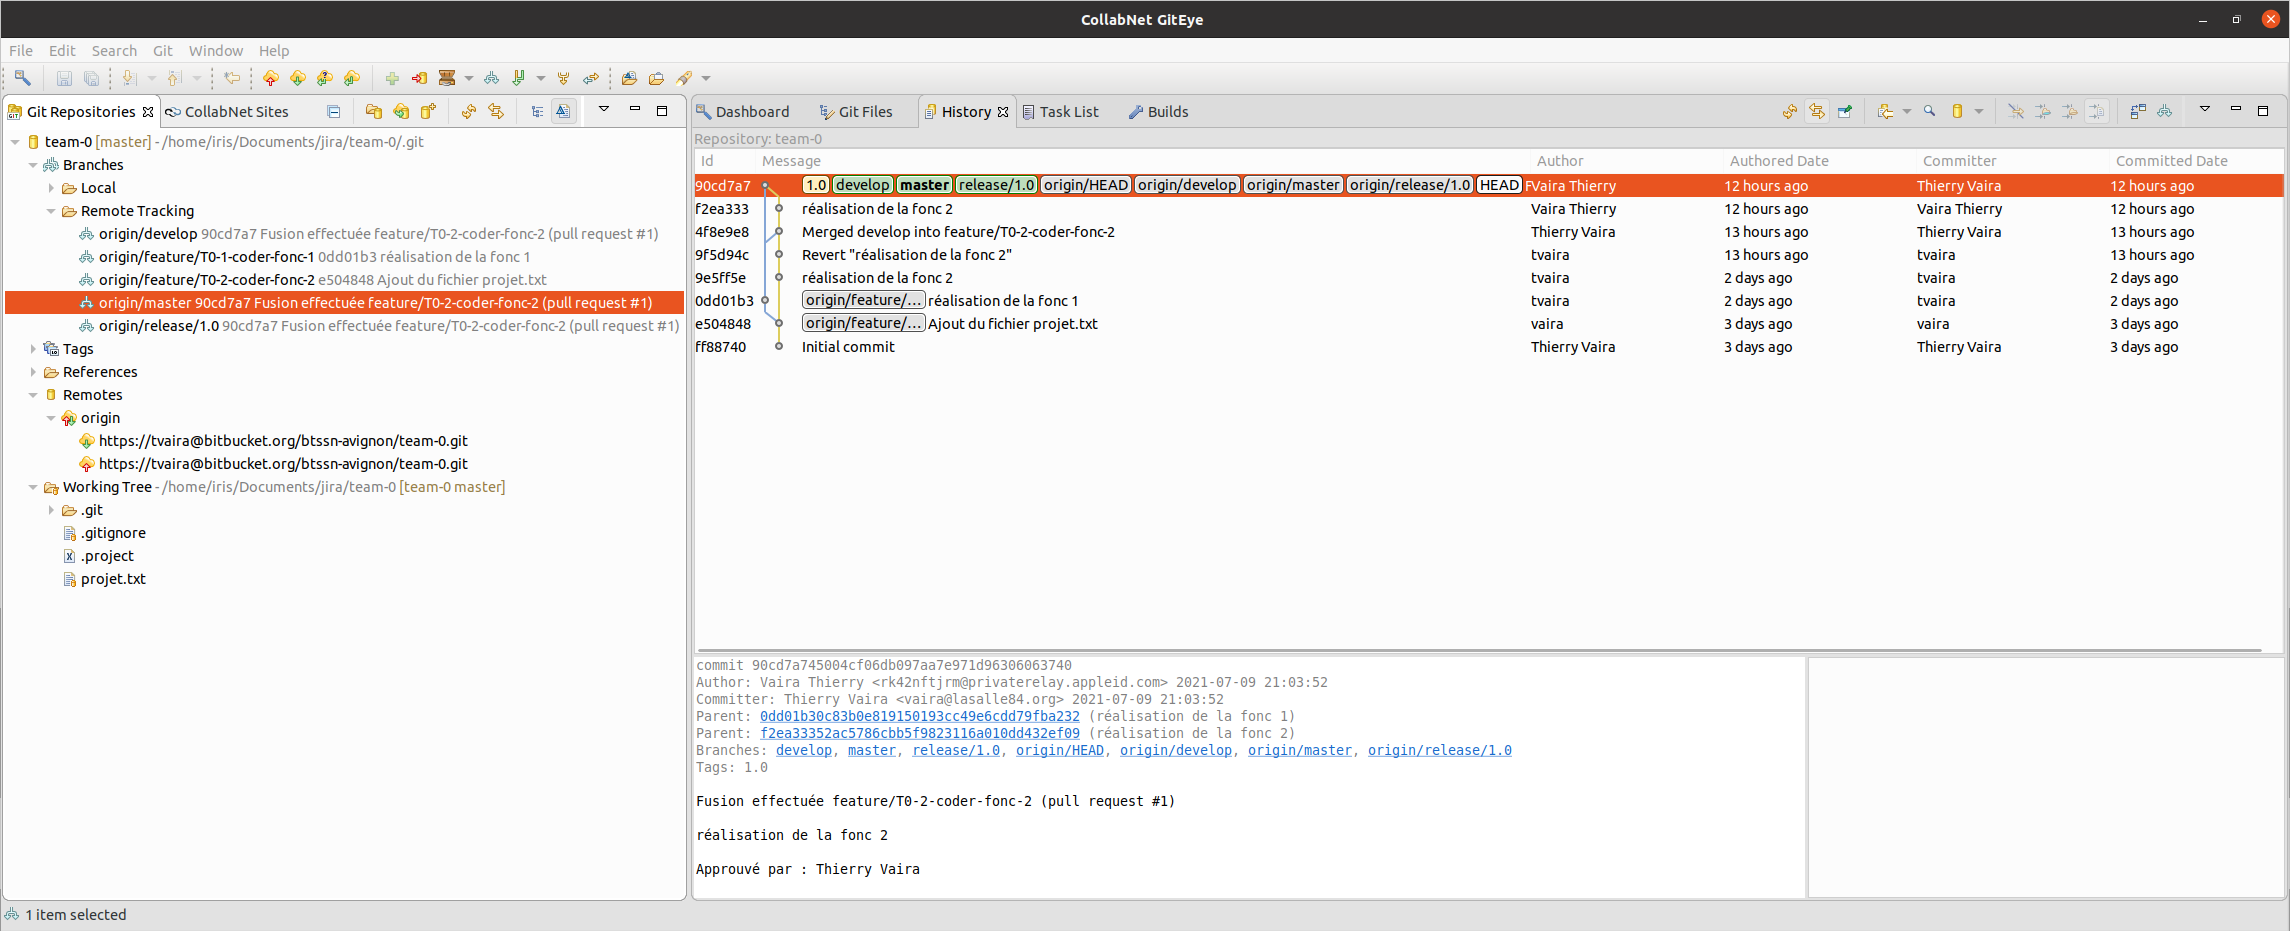 CollabNet GitEye
File Edit Search Git Window Help
Git Repositories CollabNet Sites
team-0 [master] - /home/iris/Documents/jira/team-0/.git
Branches
Local
Remote Tracking
origin/develop 90cd7a7 Fusion effectuée feature/T0-2-coder-fonc-2 (pull request #1)
origin/feature/T0-1-coder-fonc-1 0dd01b3 réalisation de la fonc 1
origin/feature/T0-2-coder-fonc-2 e504848 Ajout du fichier projet.txt
origin/master 90cd7a7 Fusion effectuée feature/T0-2-coder-fonc-2 (pull request #1)
origin/release/1.0 90cd7a7 Fusion effectuée feature/T0-2-coder-fonc-2 (pull request #1)
Tags
References
Remotes
origin
https://tvaira@bitbucket.org/btssn-avignon/team-0.git
https://tvaira@bitbucket.org/btssn-avignon/team-0.git
Working Tree - /home/iris/Documents/jira/team-0 [team-0 master]
.git
.gitignore
.project
projet.txt
Dashboard Git Files History Task List Builds
Repository: team-0
Id Message Author Authored Date Committer Committed Date
90cd7a7 1.0 develop master release/1.0 origin/HEAD origin/develop origin/master origin/release/1.0 HEAD F Vaira Thierry 12 hours ago Thierry Vaira 12 hours ago
f2ea333 réalisation de la fonc 2 Vaira Thierry 12 hours ago Vaira Thierry 12 hours ago
4f8e9e8 Merged develop into feature/T0-2-coder-fonc-2 Thierry Vaira 13 hours ago Thierry Vaira 13 hours ago
9f5d94c Revert "réalisation de la fonc 2" tvaira 13 hours ago tvaira 13 hours ago
9e5ff5e réalisation de la fonc 2 tvaira 2 days ago tvaira 2 days ago
0dd01b3 origin/feature/... réalisation de la fonc 1 tvaira 2 days ago tvaira 2 days ago
e504848 origin/feature/... Ajout du fichier projet.txt vaira 3 days ago vaira 3 days ago
ff88740 Initial commit Thierry Vaira 3 days ago Thierry Vaira 3 days ago
commit 90cd7a745004cf06db097aa7e971d96306063740
Author: Vaira Thierry <rk42nftjrm@privaterelay.appleid.com> 2021-07-09 21:03:52
Committer: Thierry Vaira <vaira@lasalle84.org> 2021-07-09 21:03:52
Parent: 0dd01b30c83b0e819150193cc49e6cdd79fba232 (réalisation de la fonc 1)
Parent: f2ea33352ac5786cbb5f9823116a010dd432ef09 (réalisation de la fonc 2)
Branches: develop, master, release/1.0, origin/HEAD, origin/develop, origin/master, origin/release/1.0
Tags: 1.0
Fusion effectuée feature/T0-2-coder-fonc-2 (pull request #1)
réalisation de la fonc 2
Approuvé par : Thierry Vaira
1 item selected